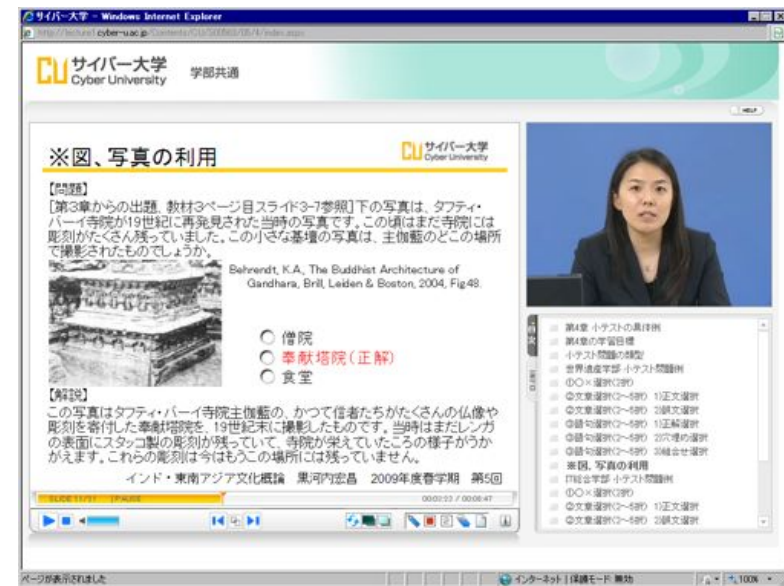 サイバー大学 - Windows Internet Explorer
http://lecture1.cyber-u.ac.jp/Contents/CU/
サイバー大学
Cyber University
学部共通
HELP
※図、写真の利用
サイバー大学
Cyber University
【問題】
[第3章からの出題、教材3ページ目スライド3-7参照]下の写真は、タフティ・
バーイ寺院が19世紀に再発見された当時の写真です。この頃はまだ寺院には
彫刻がたくさん残っていました。この小さな基壇の写真は、主伽藍のどこの場所
で撮影されたものでしょうか。
Behrendt, K.A., The Buddhist Architecture of
Gandhara, Brill, Leiden & Boston, 2004, Fig.48.
僧院
奉献塔院(正解)
食堂
【解説】
この写真はタフティ・バーイ寺院主伽藍の、かつて信者たちがたくさんの仏像や
彫刻を寄付した奉献塔院を、19世紀末に撮影したものです。当時はまだレンガ
の表面にスタッコ製の彫刻が残っていて、寺院が栄えていたころの様子がうか
がえます。これらの彫刻は今はもうこの場所には残っていません。
インド・東南アジア文化概論 黒河内宏昌 2009年度春学期 第5回
SLIDE 11/31 | PAUSE
目次
第4章 小テストの具体例
第4章の学習目標
小テスト問題の類型
世界遺産学部 小テスト問題例
①○×選択(2択)
②文章選択(2~5択) 1)正文選択
②文章選択(2~5択) 2)誤文選択
③語句選択(2~5択) 1)正解選択
③語句選択(2~5択) 2)穴埋め選択
③語句選択(2~5択) 3)組合せ選択
※図、写真の利用
IT総合学部 小テスト問題例
①○×選択(2択)
②文章選択(2~5択) 1)正文選択
②文章選択(2~5択) 2)誤文選択
ページが表示されました
インターネット | 保護モード: 無効
100%